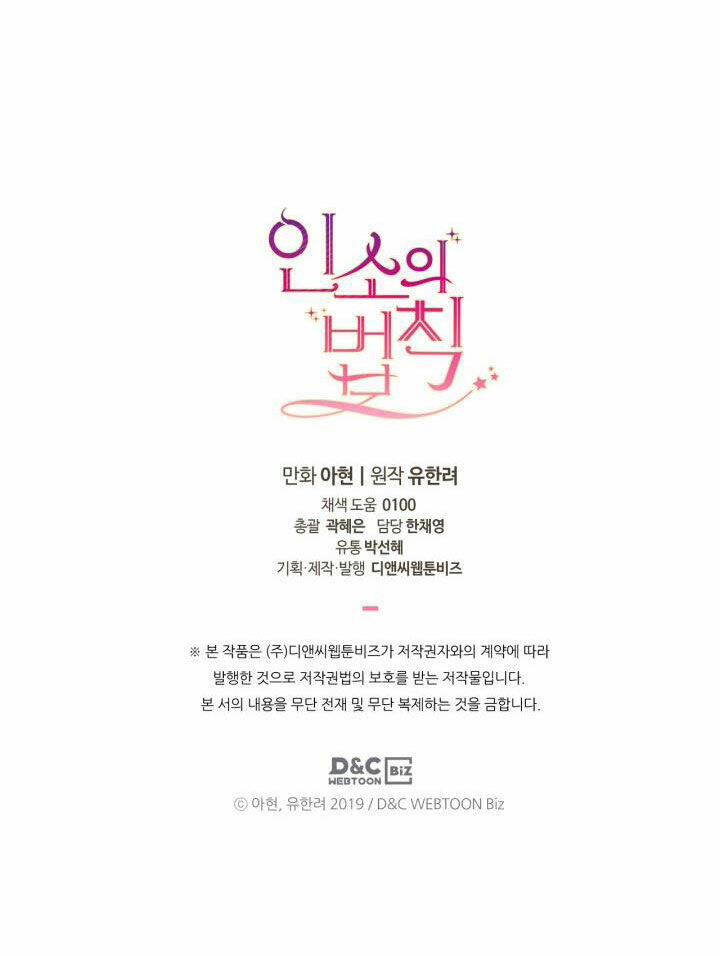 인소의
법칙
만화 아현 | 원작 유한려
채색 도움 0100
총괄 곽혜은 담당 한채영
유통 박선혜
기획·제작·발행 디앤씨웹툰비즈
※ 본 작품은 (주)디앤씨웹툰비즈가 저작권자와의 계약에 따라
발행한 것으로 저작권법의 보호를 받는 저작물입니다.
본 서의 내용을 무단 전재 및 무단 복제하는 것을 금합니다.
D&C BiZ
WEBTOON
ⓒ 아현, 유한려 2019 / D&C WEBTOON Biz